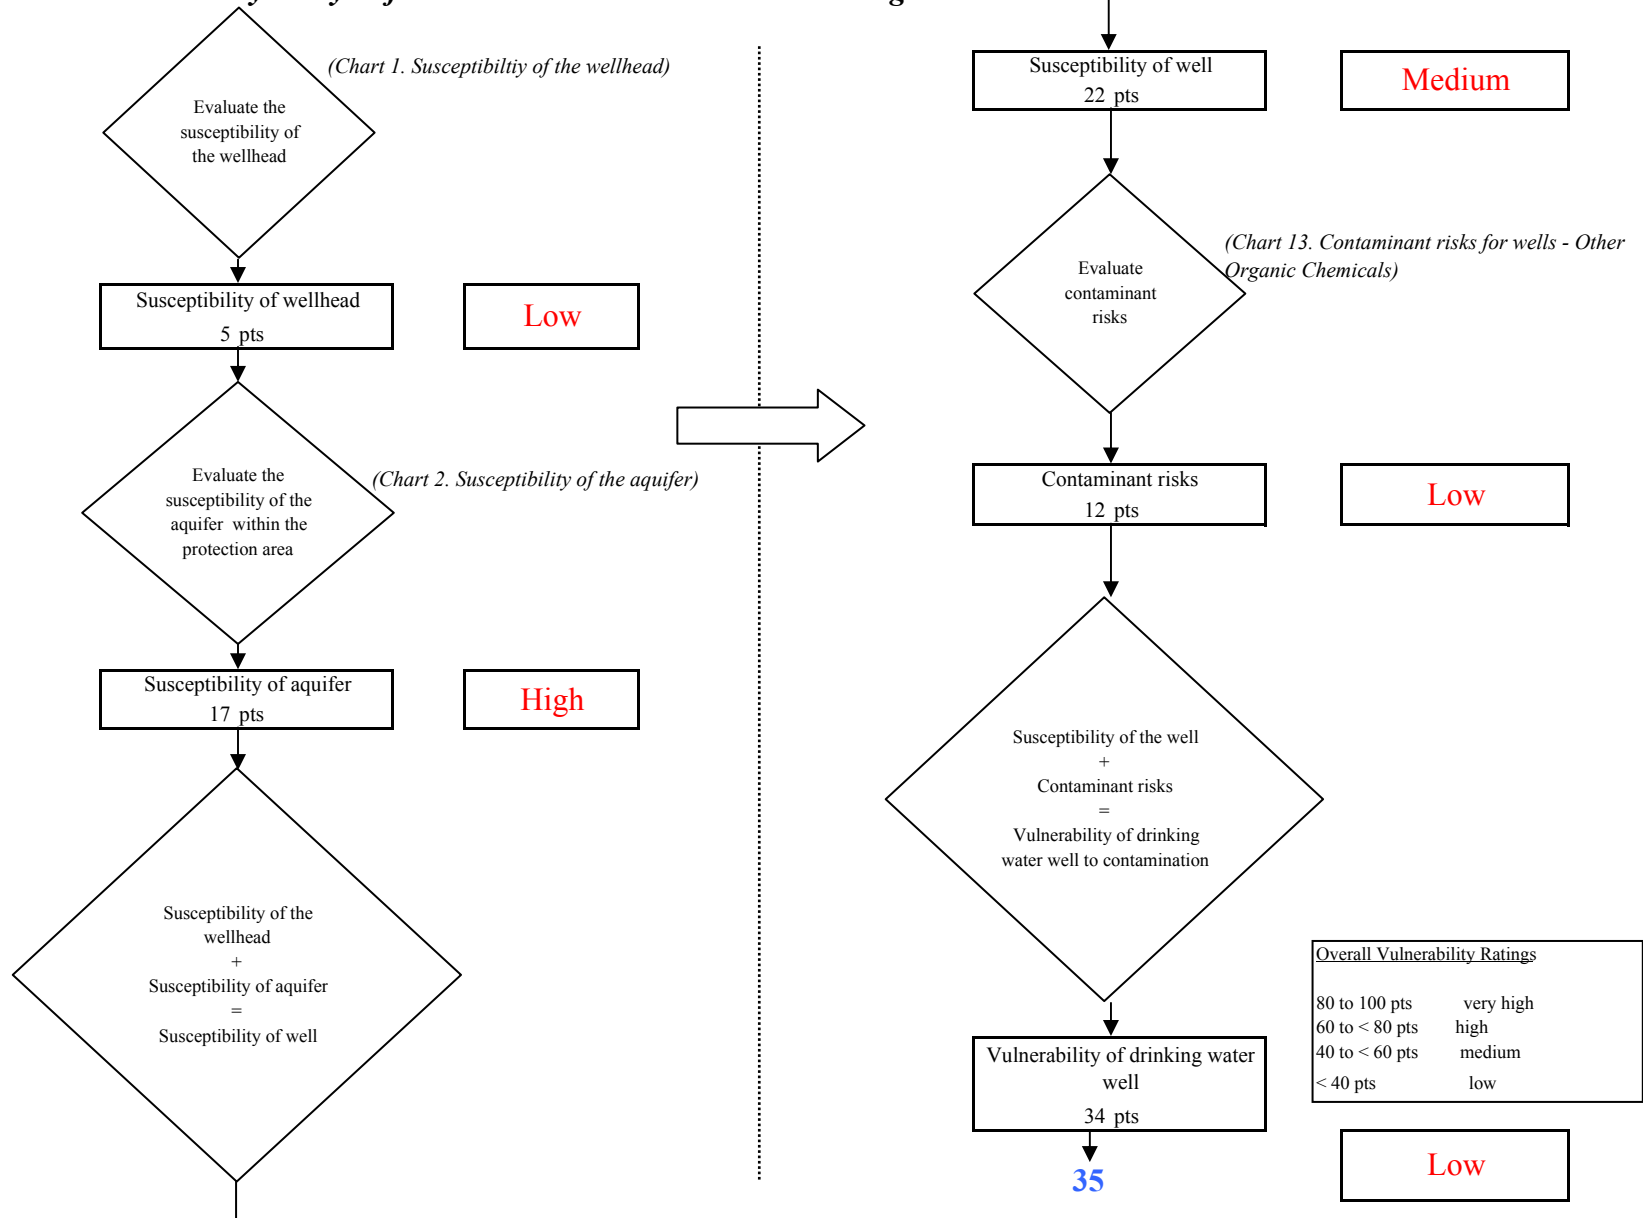 (Chart 1. Susceptibiltiy of the wellhead)
Evaluate the
susceptibility of
the wellhead
Susceptibility of wellhead
5 pts
Low
Evaluate the
susceptibility of the
aquifer within the
protection area
(Chart 2. Susceptibility of the aquifer)
Susceptibility of aquifer
17 pts
High
Susceptibility of the
wellhead
+
Susceptibility of aquifer
=
Susceptibility of well
Susceptibility of well
22 pts
Medium
Evaluate
contaminant
risks
(Chart 13. Contaminant risks for wells - Other
Organic Chemicals)
Contaminant risks
12 pts
Low
Susceptibility of the well
+
Contaminant risks
=
Vulnerability of drinking
water well to contamination
Overall Vulnerability Ratings
80 to 100 pts very high
60 to < 80 pts high
40 to < 60 pts medium
< 40 pts low
Vulnerability of drinking water
well
34 pts
35
Low